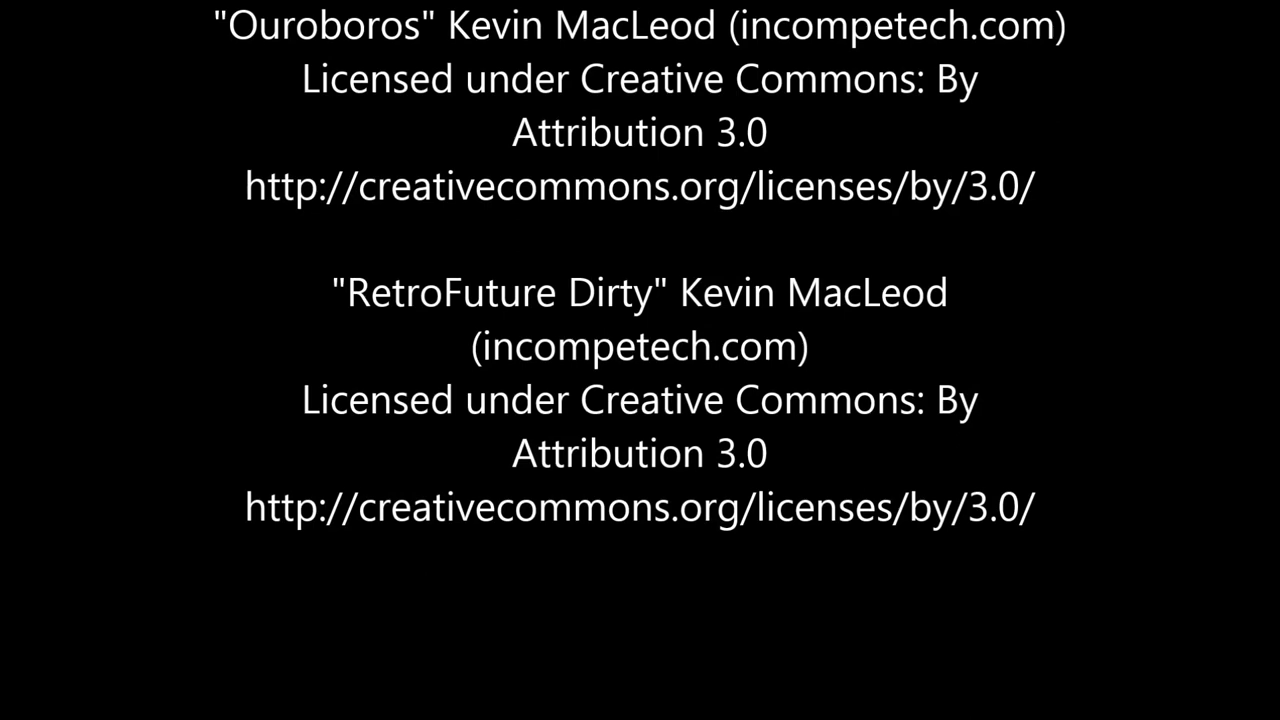 "Ouroboros" Kevin MacLeod (incompetech.com)
Licensed under Creative Commons: By
Attribution 3.0
http://creativecommons.org/licenses/by/3.0/
"RetroFuture Dirty" Kevin MacLeod
(incompetech.com)
Licensed under Creative Commons: By
Attribution 3.0
http://creativecommons.org/licenses/by/3.0/